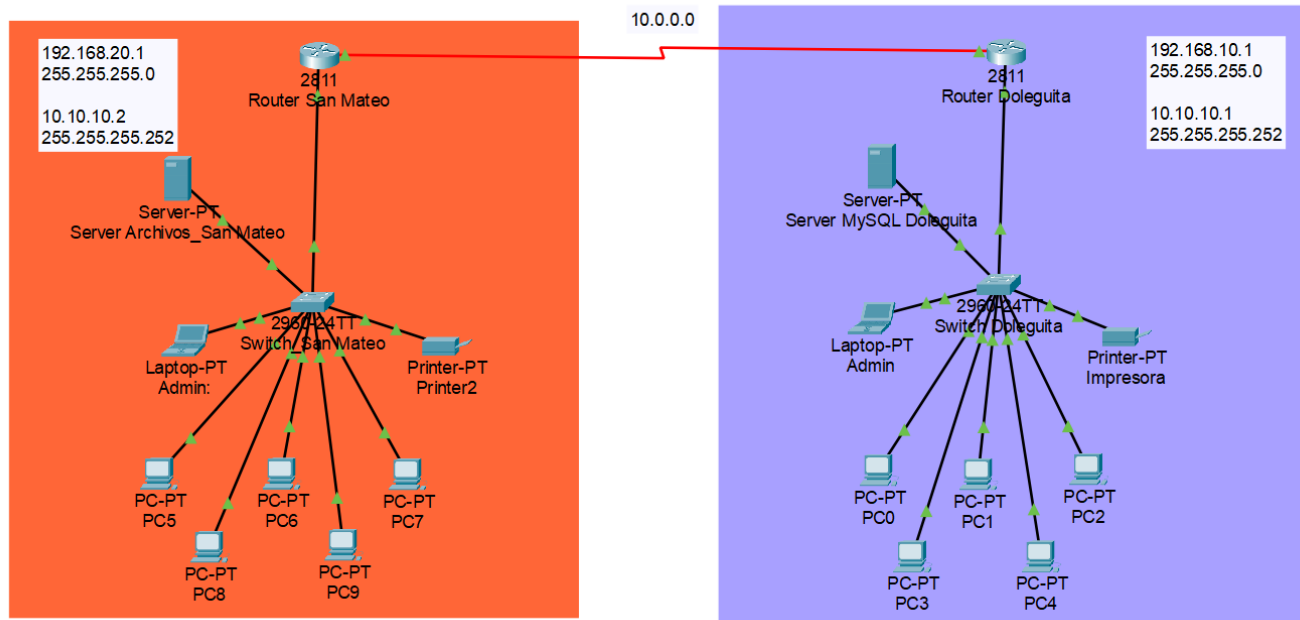 10.0.0.0
192.168.20.1
255.255.255.0
10.10.10.2
255.255.255.252
2811
Router San Mateo
Server-PT
Server Archivos_San Mateo
2960-24TT
Switch_San Mateo
Laptop-PT
Admin:
Printer-PT
Printer2
PC-PT
PC5
PC-PT
PC6
PC-PT
PC7
PC-PT
PC8
PC-PT
PC9
2811
Router Doleguita
192.168.10.1
255.255.255.0
10.10.10.1
255.255.255.252
Server-PT
Server MySQL Doleguita
2960-24TT
Switch Doleguita
Laptop-PT
Admin
Printer-PT
Impresora
PC-PT
PC0
PC-PT
PC1
PC-PT
PC2
PC-PT
PC3
PC-PT
PC4